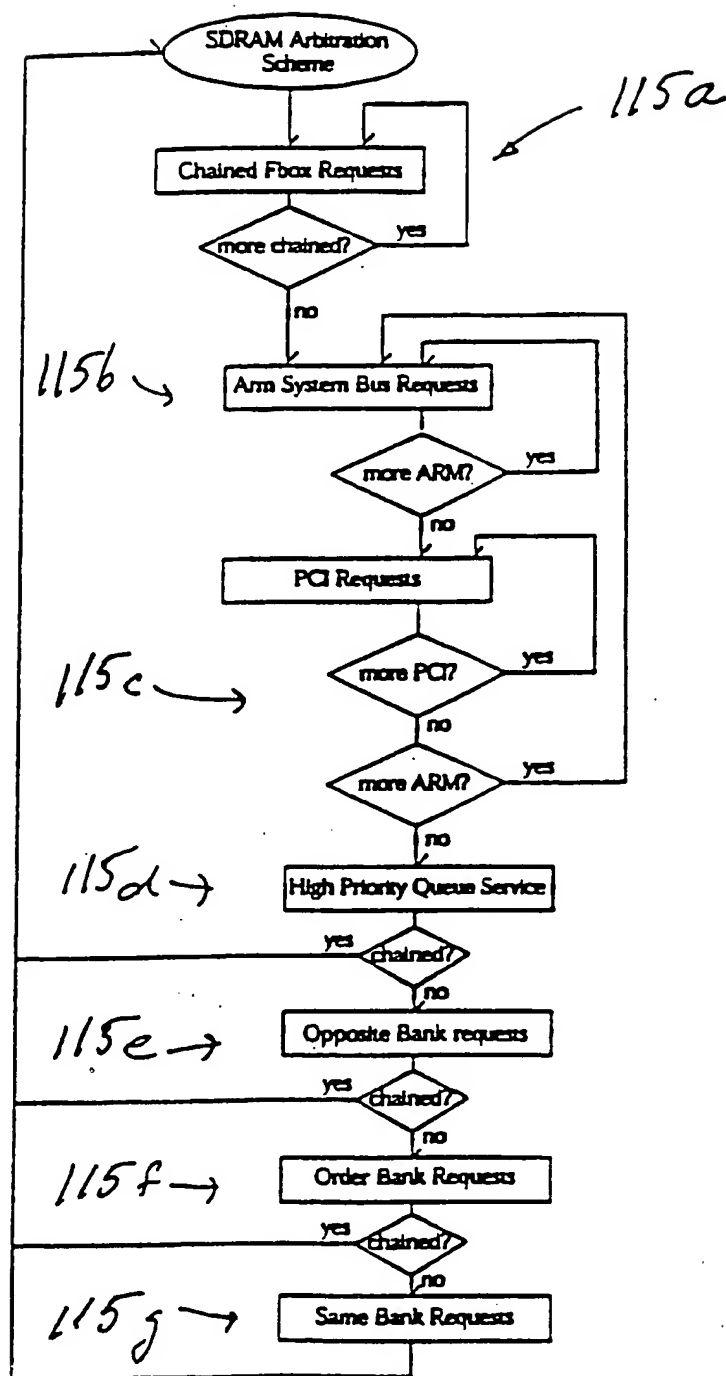 SDRAM Arbitration
Scheme
115a
Chained Fbox Requests
more chained?
yes
no
115b
Arm System Bus Requests
more ARM?
yes
no
PCI Requests
115c
more PCI?
yes
no
more ARM?
yes
no
115d
High Priority Queue Service
yes
chained?
no
115e
Opposite Bank requests
yes
chained?
no
115f
Order Bank Requests
yes
chained?
no
115g
Same Bank Requests